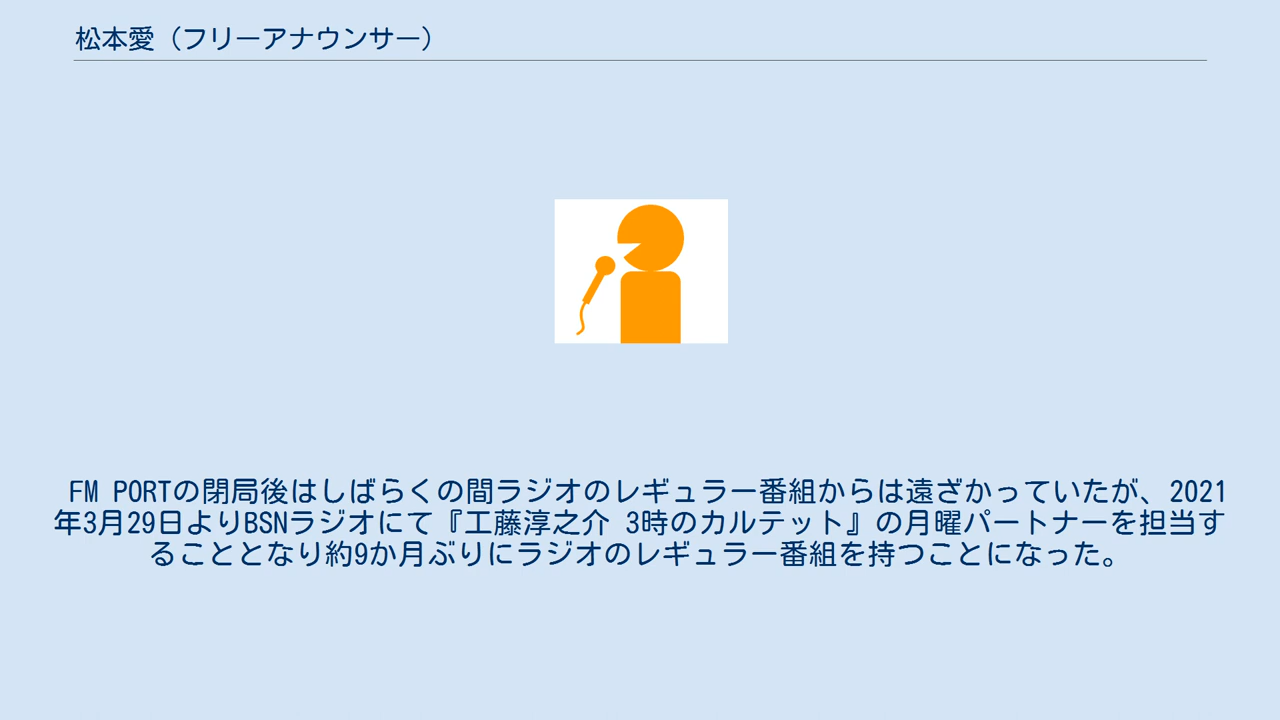 松本愛（フリーアナウンサー）
FM PORTの閉局後はしばらくの間ラジオのレギュラー番組からは遠ざかっていたが、2021
年3月29日よりBSNラジオにて『工藤淳之介 3時のカルテット』の月曜パートナーを担当す
ることとなり約9か月ぶりにラジオのレギュラー番組を持つことになった。